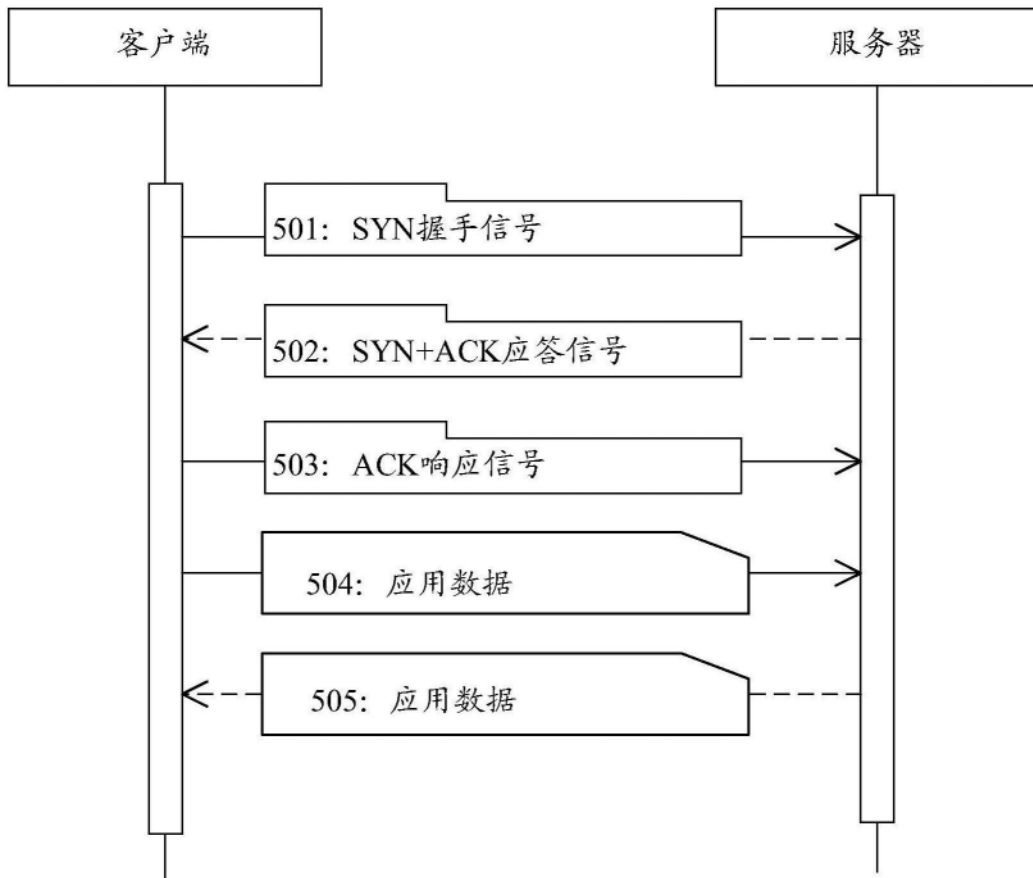 客户端
服务器
501：SYN握手信号
502：SYN+ACK应答信号
503：ACK响应信号
504：应用数据
505：应用数据